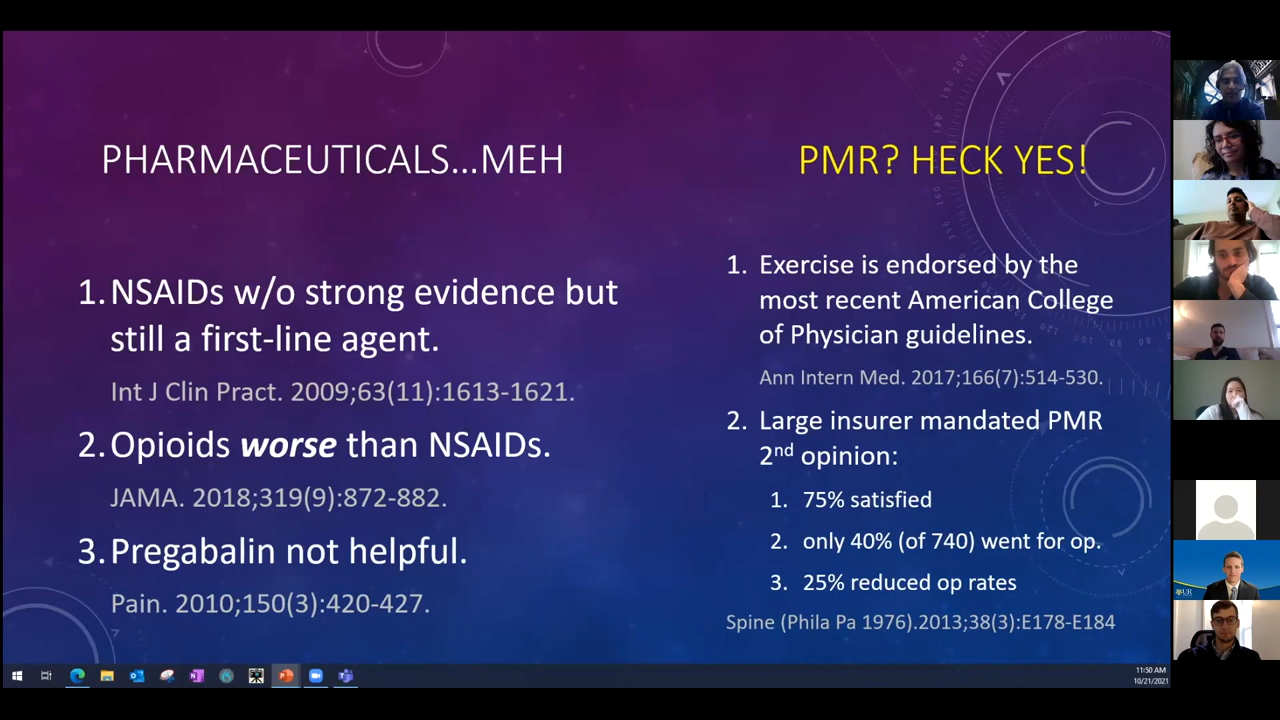 PHARMACEUTICALS...MEH
1. NSAIDs w/o strong evidence but
still a first-line agent.
Int J Clin Pract. 2009;63(11):1613-1621.
2. Opioids worse than NSAIDs.
JAMA. 2018;319(9):872-882.
3. Pregabalin not helpful.
Pain. 2010;150(3):420-427.
PMR? HECK YES!
1. Exercise is endorsed by the
most recent American College
of Physician guidelines.
Ann Intern Med. 2017;166(7):514-530.
2. Large insurer mandated PMR
2nd opinion:
1. 75% satisfied
2. only 40% (of 740) went for op.
3. 25% reduced op rates
Spine (Phila Pa 1976).2013;38(3):E178-E184
11:50 AM
10/21/2021